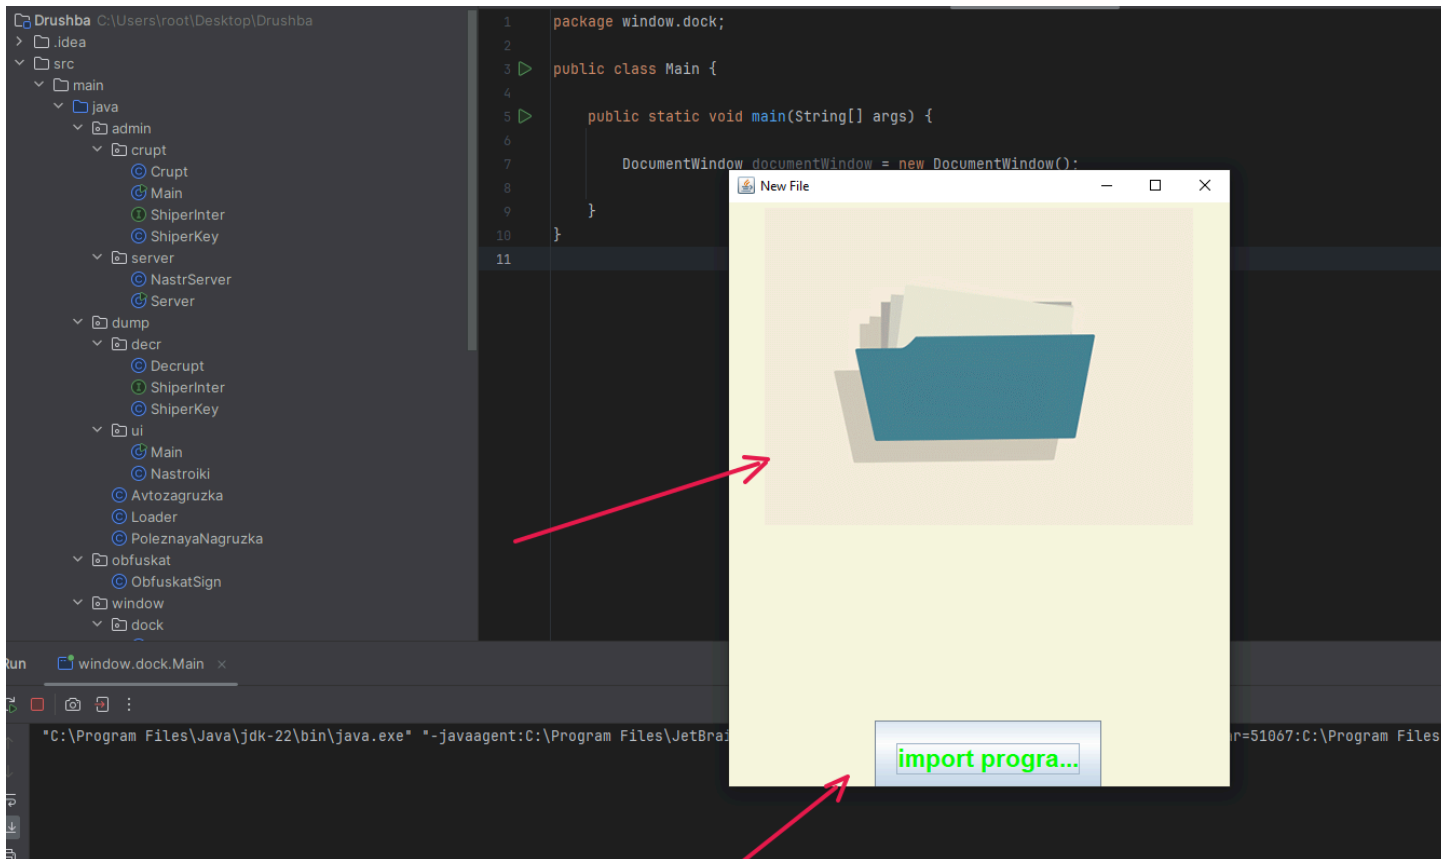 Drushba C:\Users\root\Desktop\Drushba
.idea
src
main
java
admin
crupt
Crupt
Main
ShiperInter
ShiperKey
server
NastrServer
Server
dump
decr
Decrupt
ShiperInter
ShiperKey
ui
Main
Nastroiki
Avtozagruzka
Loader
PoleznayaNagruzka
obfuskat
ObfuskatSign
window
dock
1 package window.dock;
2
3 public class Main {
4
5 public static void main(String[] args) {
6
7 DocumentWindow documentWindow = new DocumentWindow();
8
9 }
10 }
11
New File
import progra...
Run window.dock.Main
"C:\Program Files\Java\jdk-22\bin\java.exe" "-javaagent:C:\Program Files\JetBrai
ar=51067:C:\Program Files